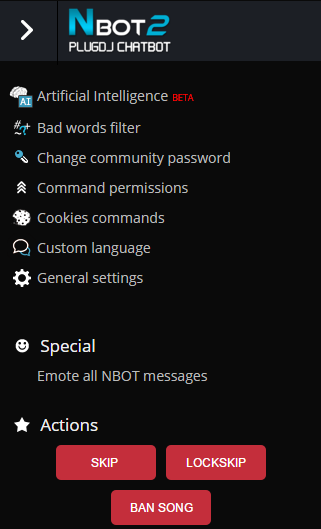 NBOT2
PLUGDJ CHATBOT
AI
Artificial Intelligence BETA
Bad words filter
Change community password
Command permissions
Cookies commands
Custom language
General settings
Special
Emote all NBOT messages
Actions
SKIP
LOCKSKIP
BAN SONG